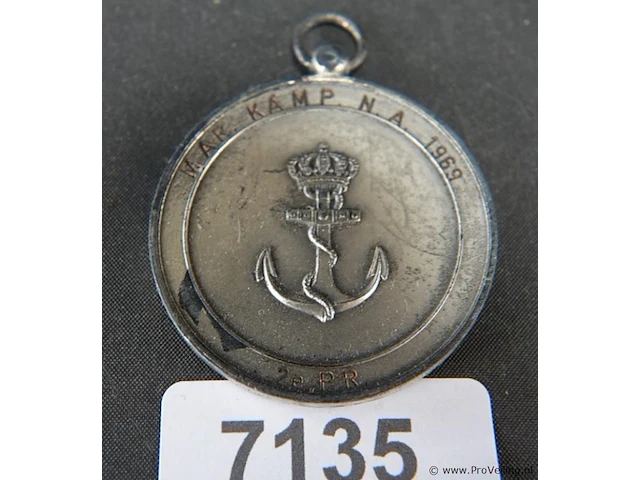 MAR. KAMP. N.A. 1969
2e PR
7135
© www.ProVeiling.nl